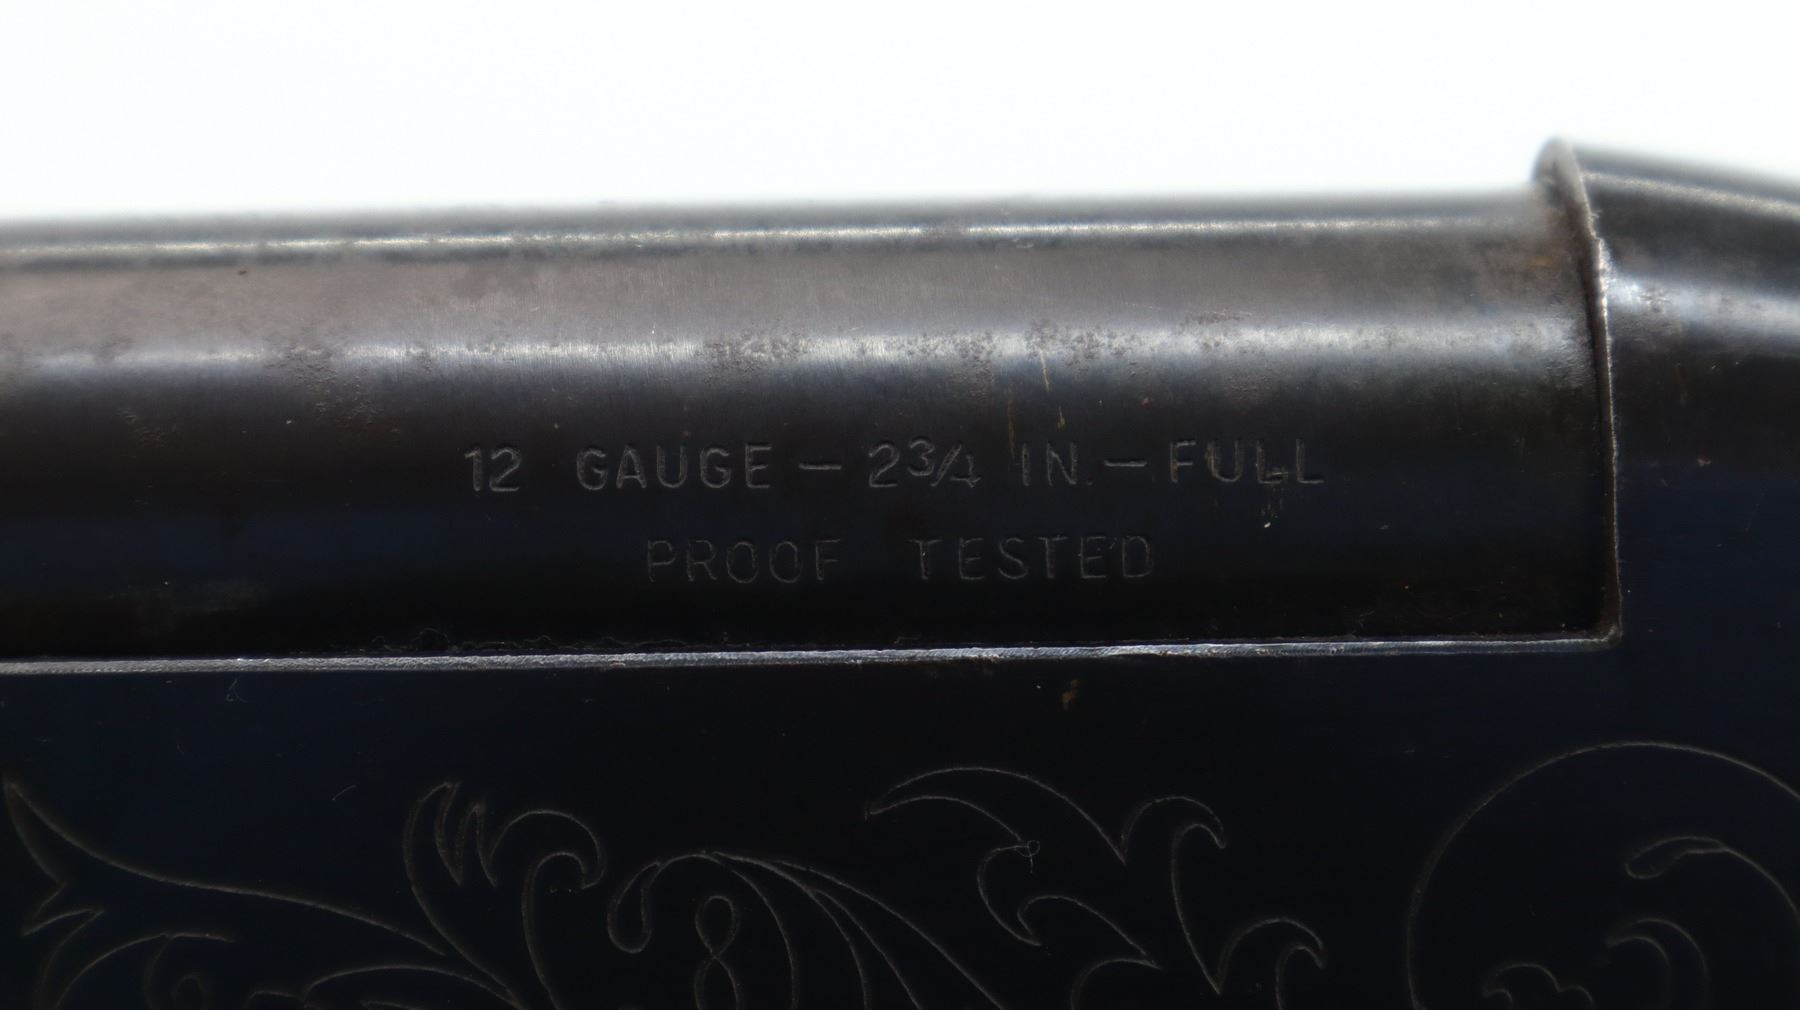 12 GAUGE – 2¾ IN. – FULL
PROOF TESTED